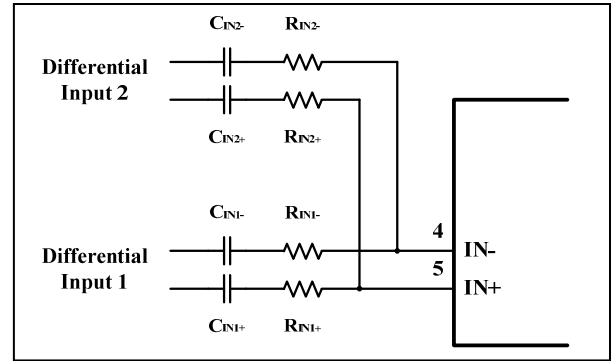 CIN2- RIN2-
Differential
Input 2
CIN2+ RIN2+
CIN1- RIN1-
4
IN-
Differential
Input 1
5
IN+
CIN1+ RIN1+